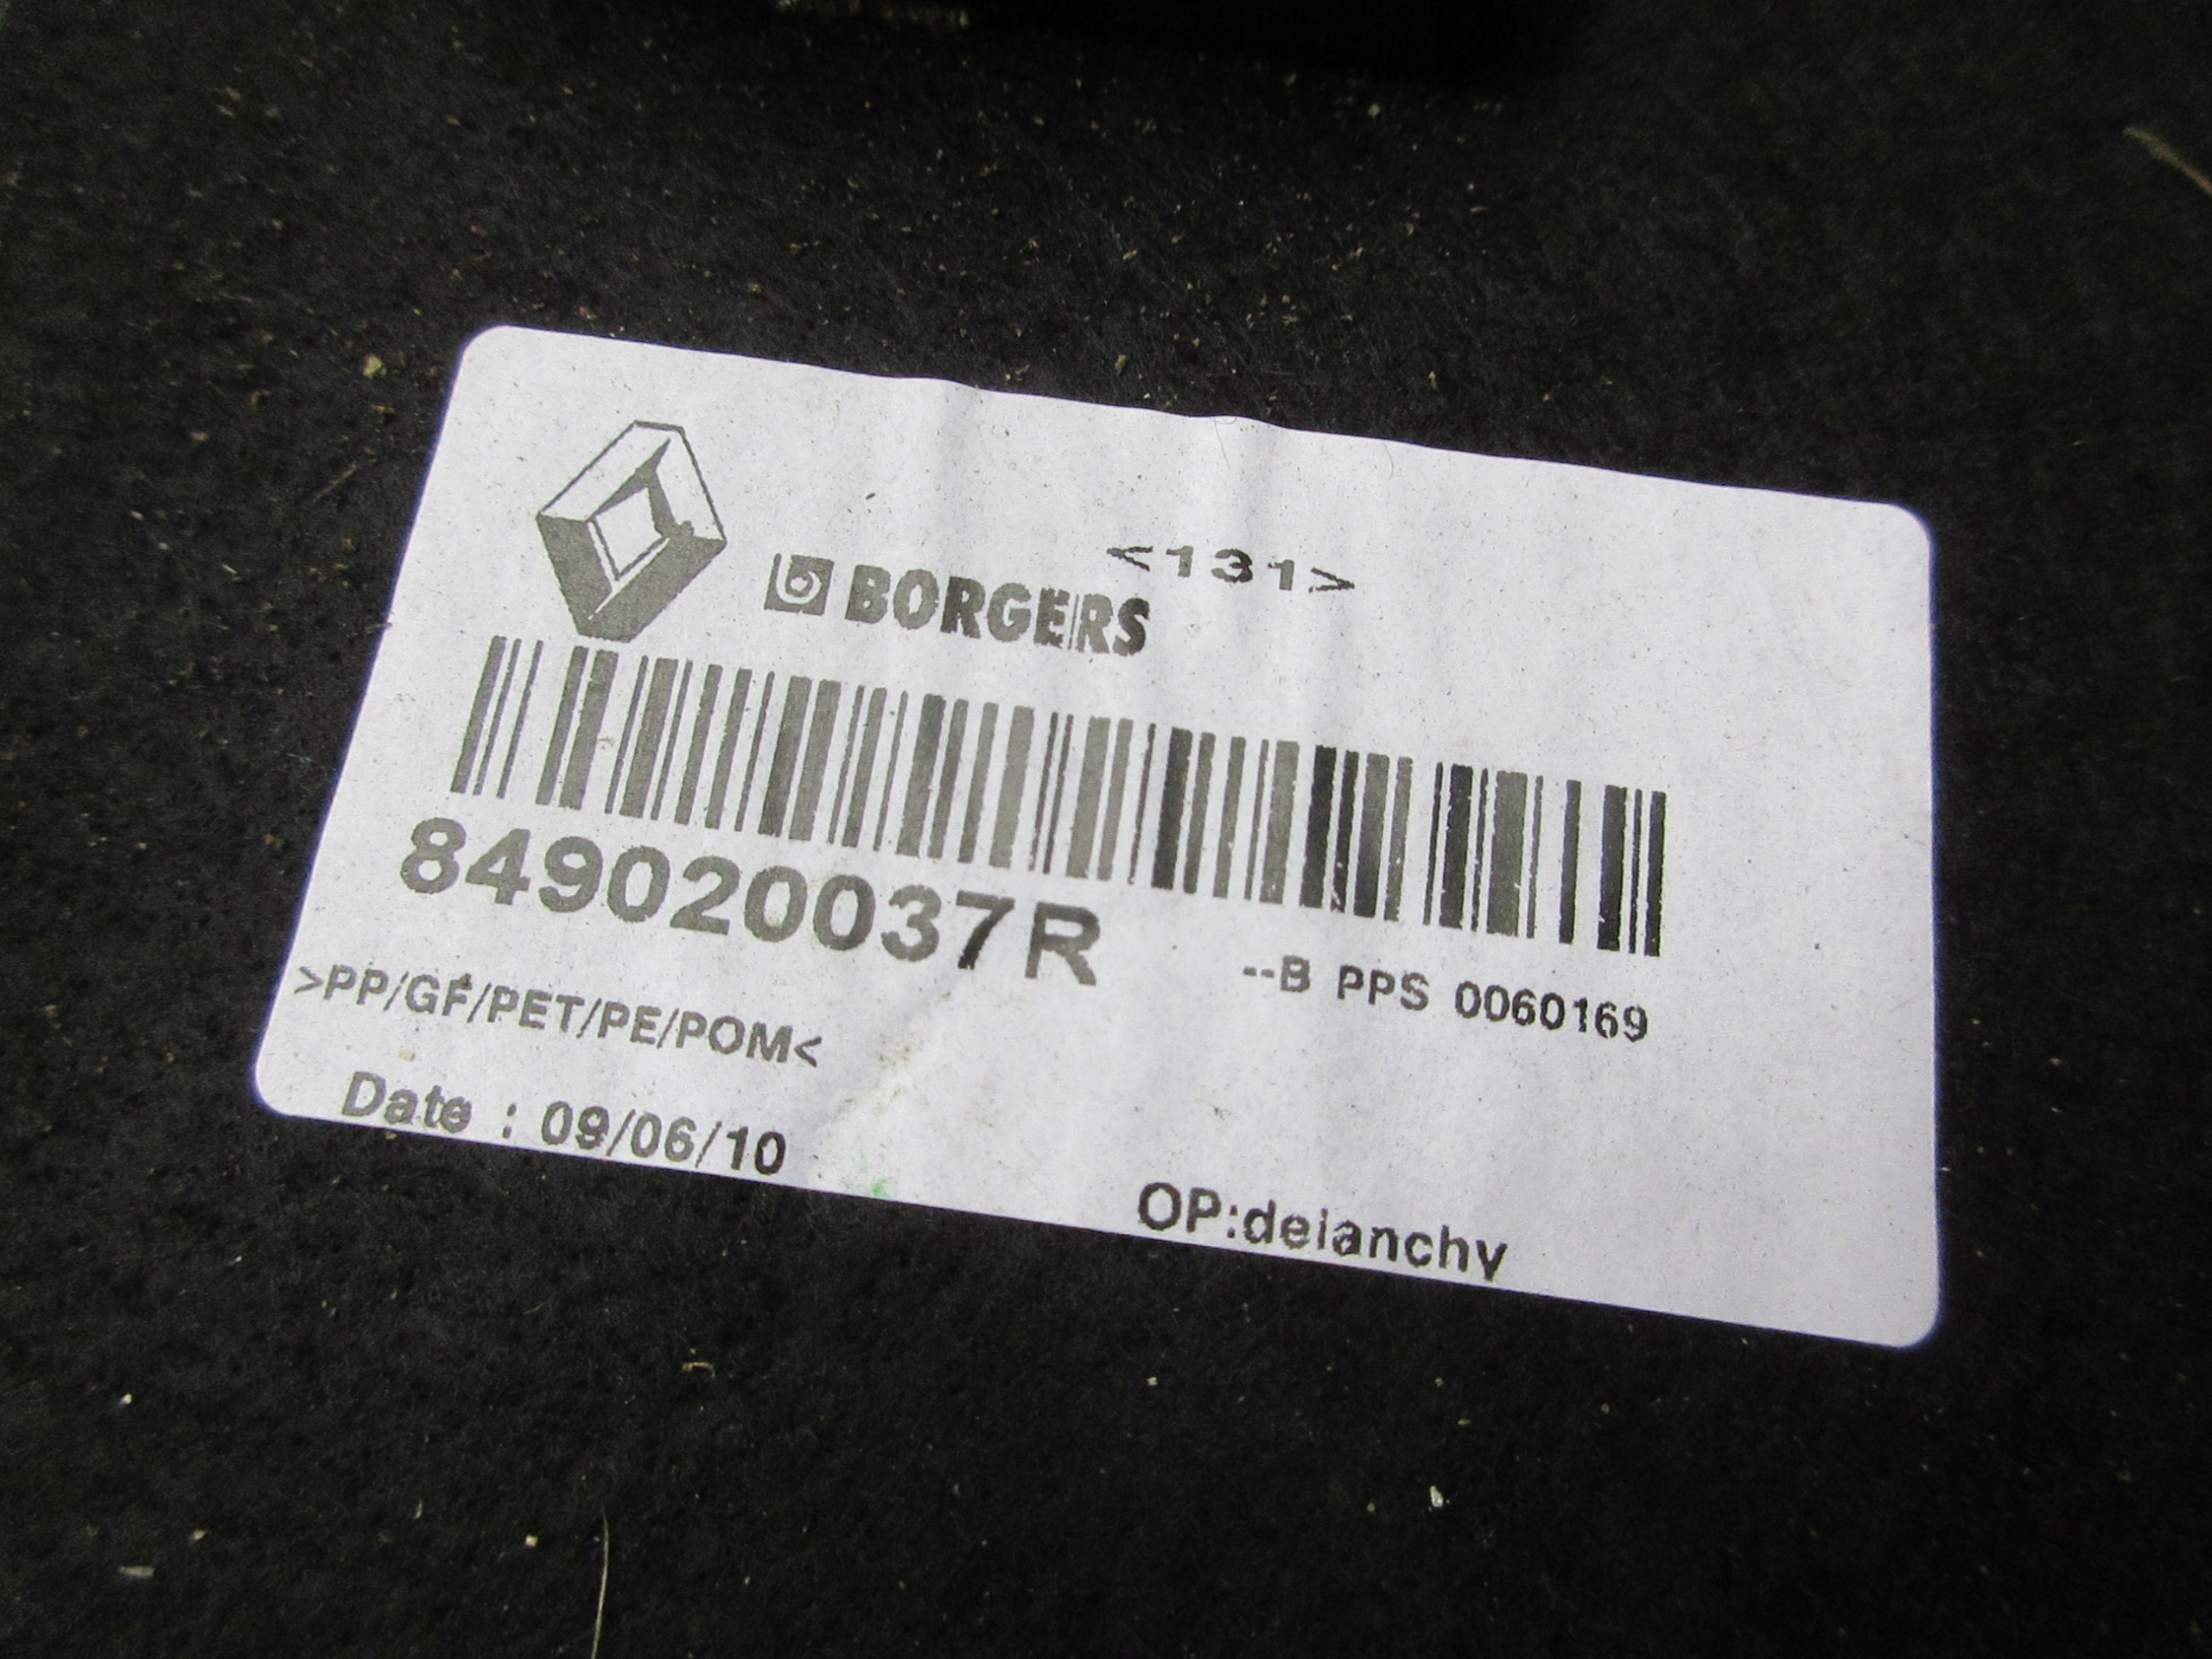 <131>
BORGERS
849020037R
--B PPS 0060169
>PP/GF/PET/PE/POM<
Date : 09/06/10
OP:delanchy